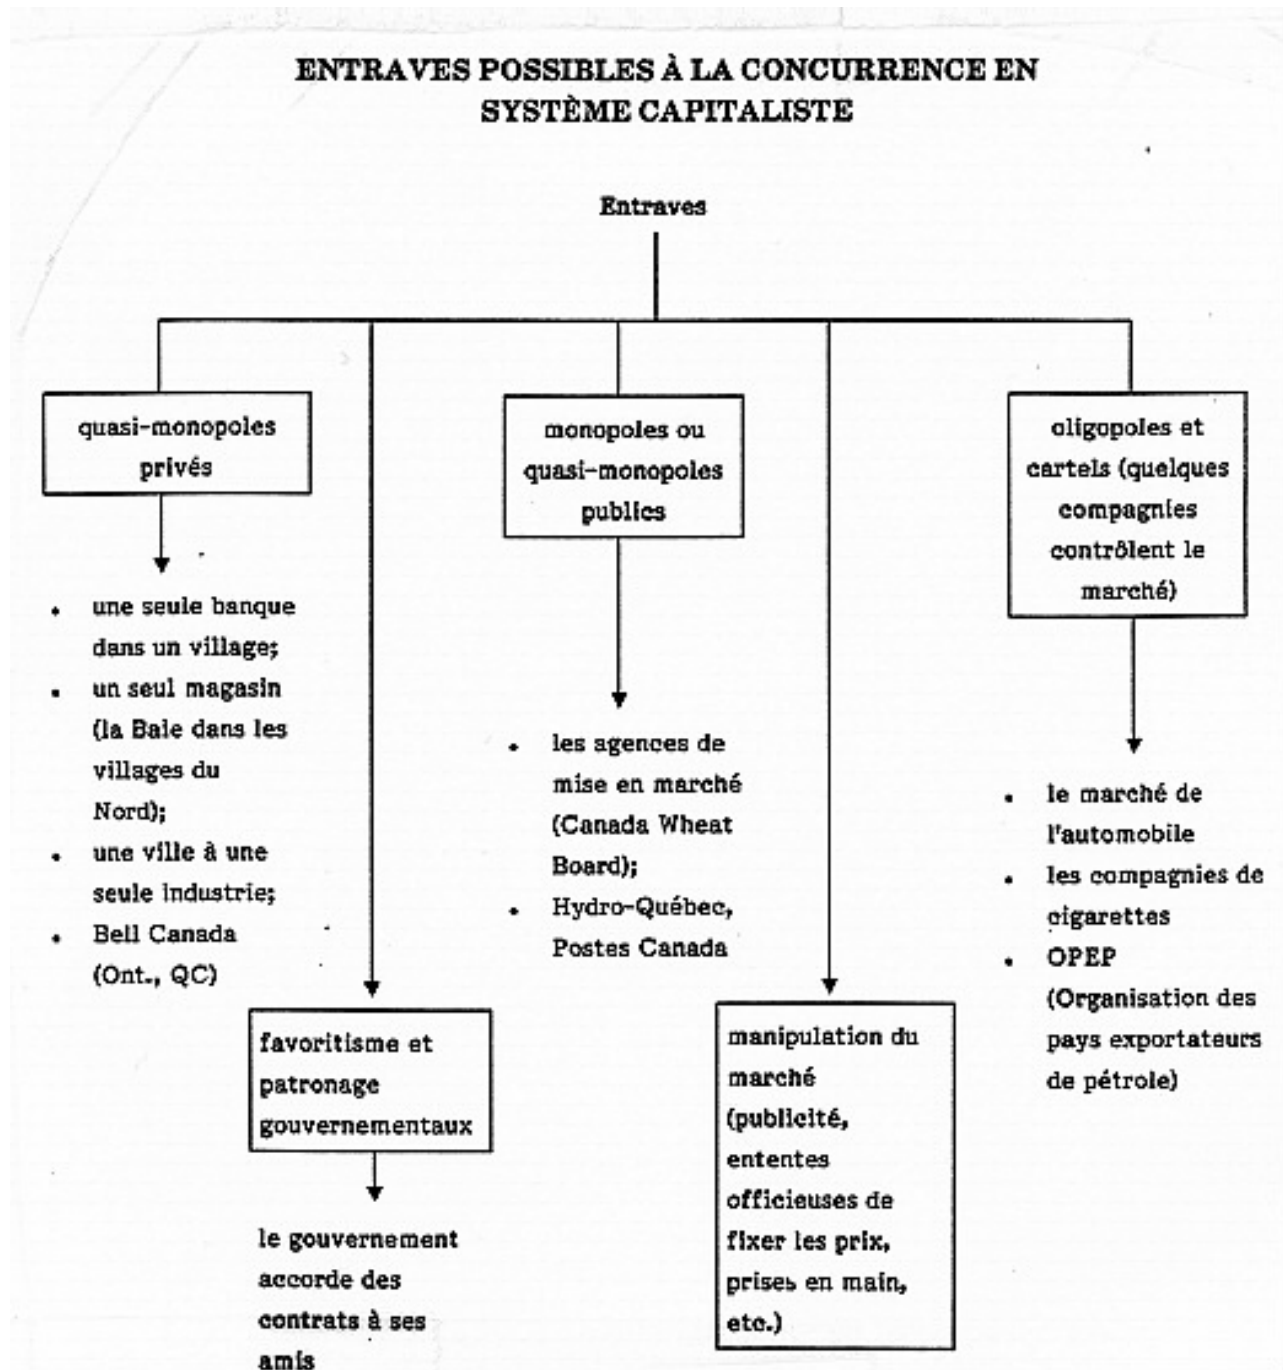 ENTRAVES POSSIBLES À LA CONCURRENCE EN
SYSTÈME CAPITALISTE
Entraves
quasi-monopoles
privés
• une seule banque
dans un village;
• un seul magasin
(la Baie dans les
villages du
Nord);
• une ville à une
seule industrie;
• Bell Canada
(Ont., QC)
favoritisme et
patronage
gouvernementaux
le gouvernement
accorde des
contrats à ses
amis
monopoles ou
quasi-monopoles
publics
• les agences de
mise en marché
(Canada Wheat
Board);
• Hydro-Québec,
Postes Canada
manipulation du
marché
(publicité,
ententes
officieuses de
fixer les prix,
prises en main,
etc.)
oligopoles et
cartels (quelques
compagnies
contrôlent le
marché)
• le marché de
l'automobile
• les compagnies de
cigarettes
• OPEP
(Organisation des
pays exportateurs
de pétrole)